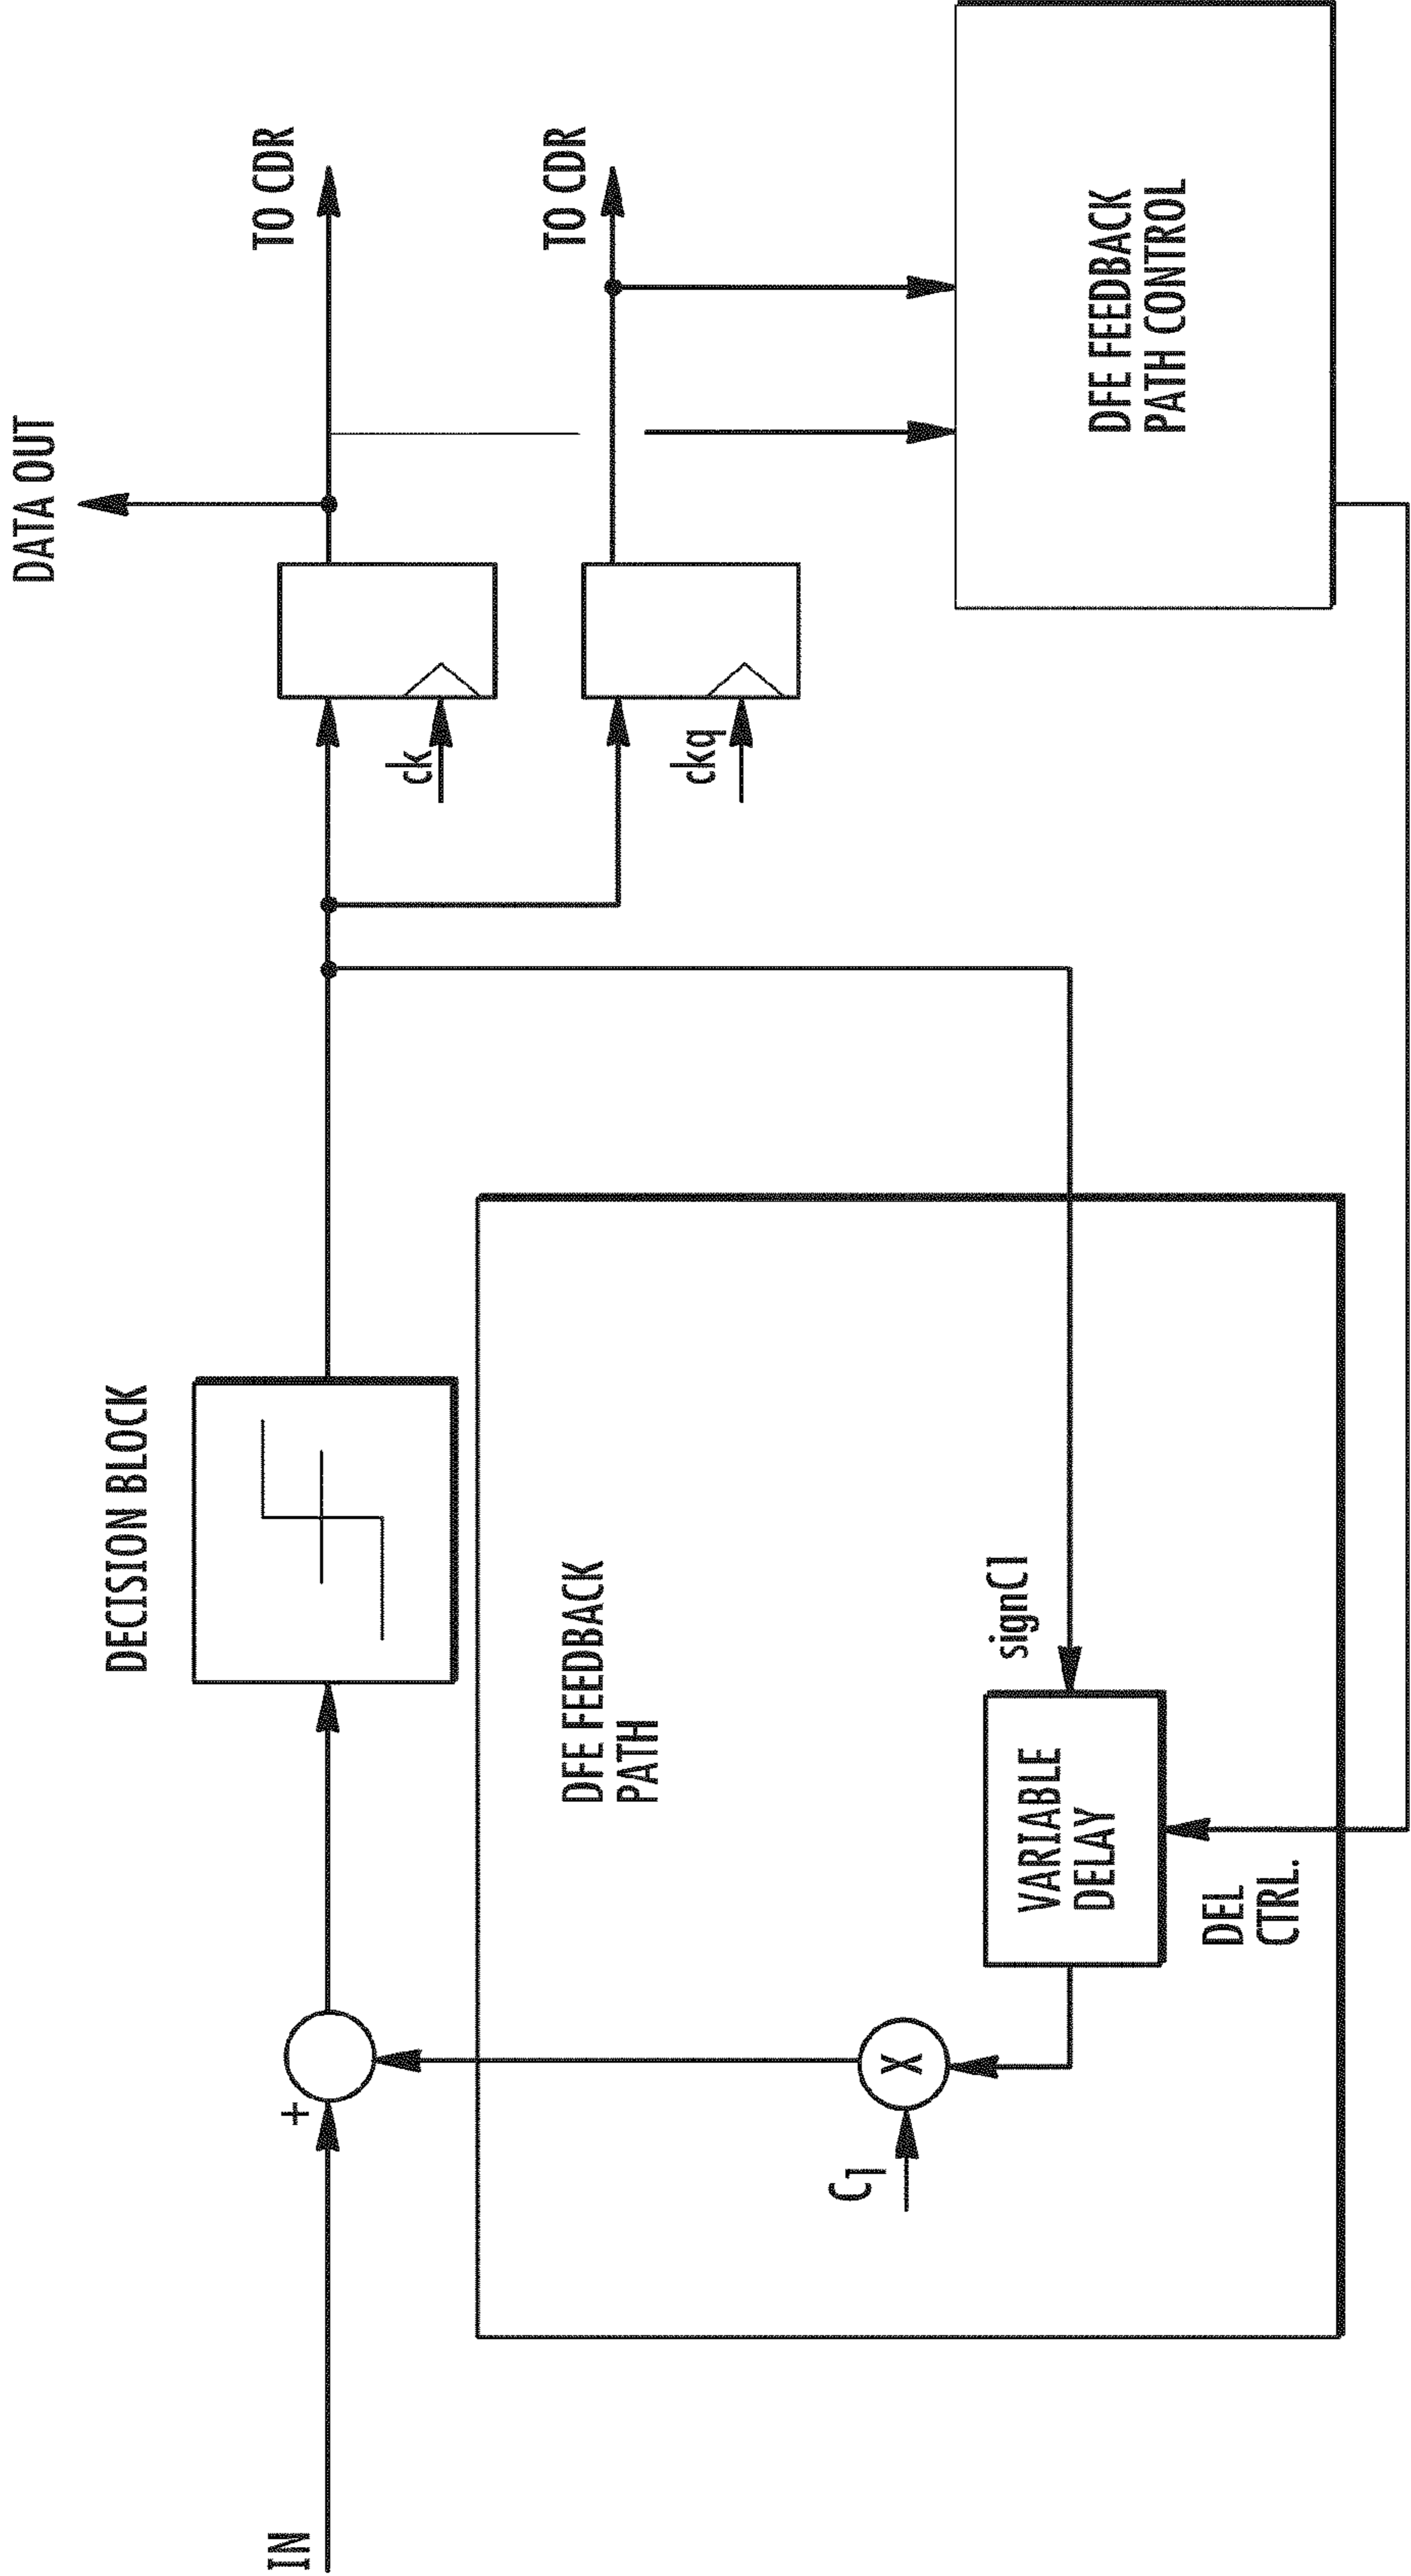 DATA OUT
DECISION BLOCK
TO CDR
IN
+
ck
TO CDR
DFE FEEDBACK
PATH
ckq
C1
X
signC1
VARIABLE
DELAY
DFE FEEDBACK
PATH CONTROL
DEL
CTRL.